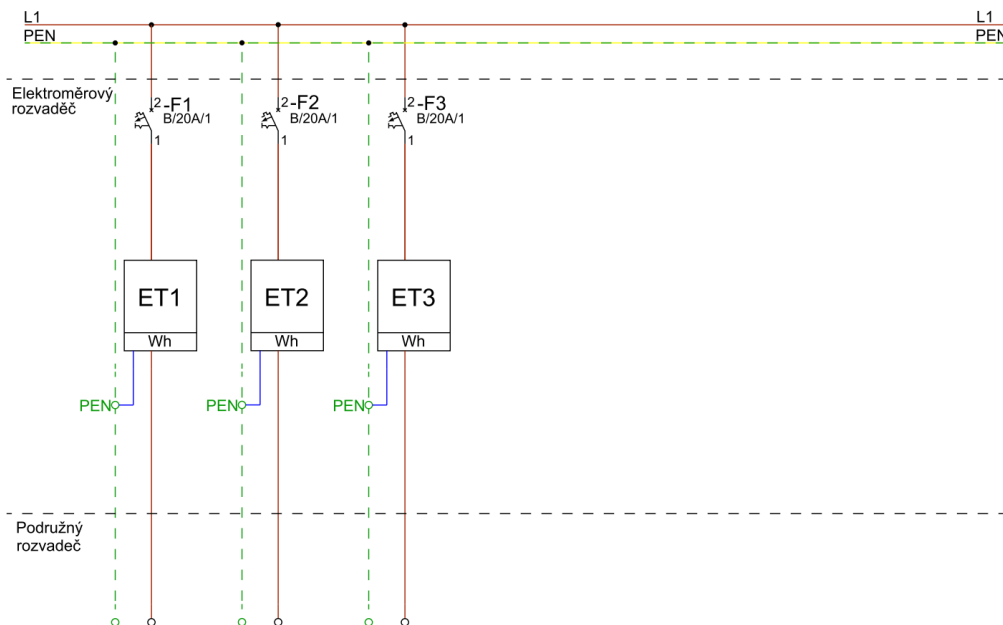 L1 L1
PEN PEN
Elektroměrový
rozvaděč
2 -F1 2 -F2 2 -F3
B/20A/1 B/20A/1 B/20A/1
1 1 1
ET1 ET2 ET3
Wh Wh Wh
PEN PEN PEN
Podružný
rozvadeč